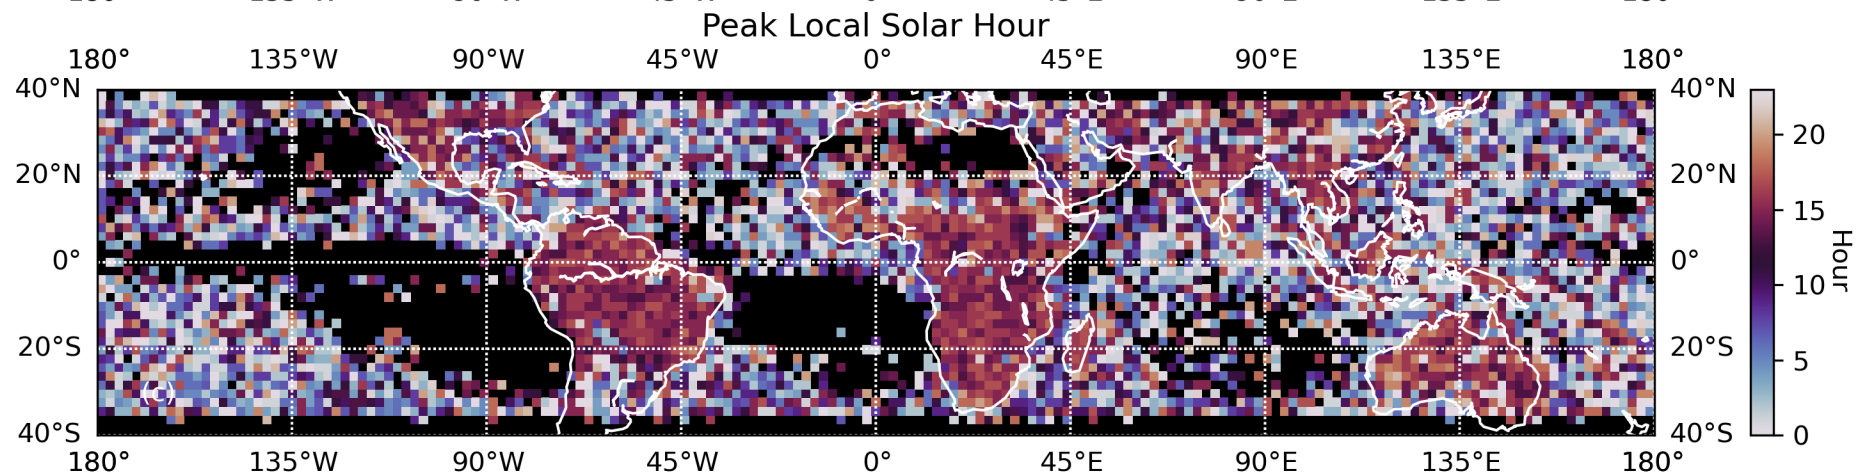 Peak Local Solar Hour
180° 135°W 90°W 45°W 0° 45°E 90°E 135°E 180°
40°N 40°N
20°N 20°N
0° 0°
20°S 20°S
40°S 40°S
(c)
180° 135°W 90°W 45°W 0° 45°E 90°E 135°E 180°
20
15
10
5
0
Hour